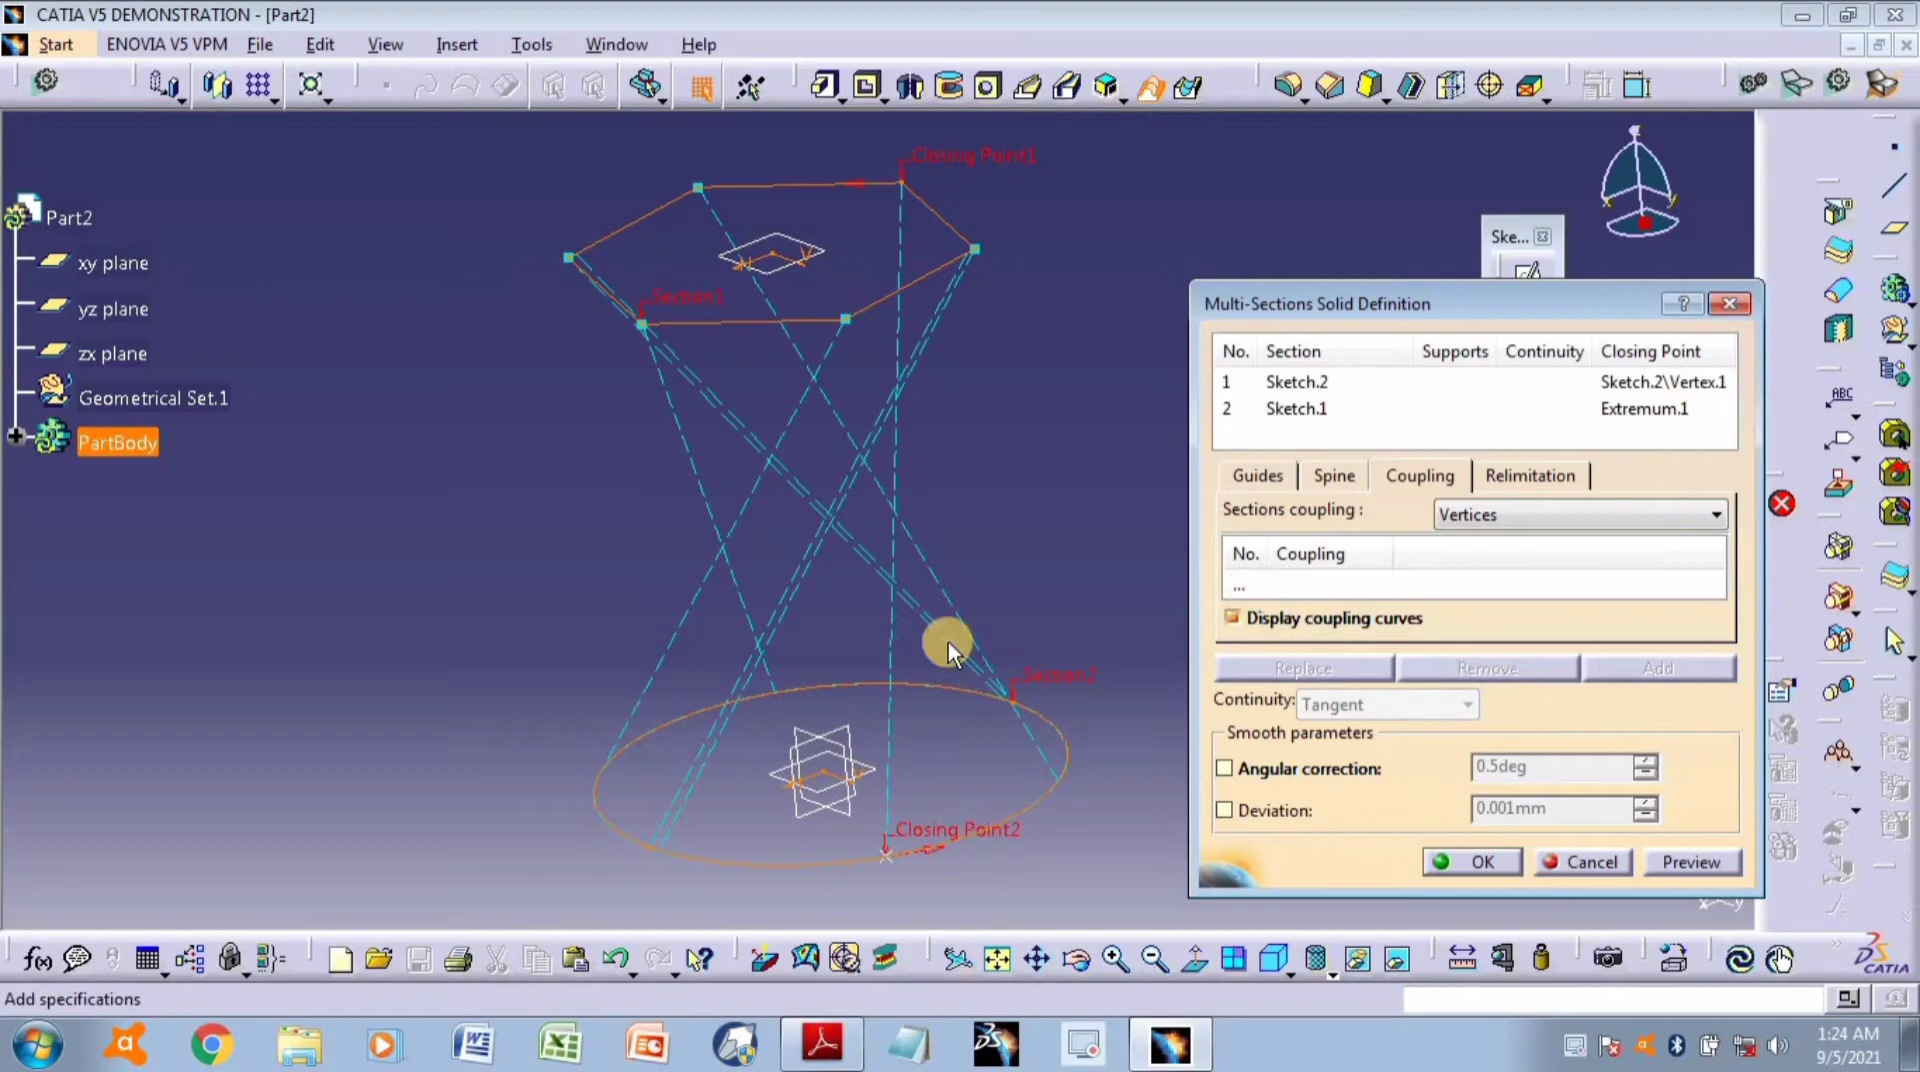 CATIA V5 DEMONSTRATION - [Part2]
Start ENOVIA V5 VPM File Edit View Insert Tools Window Help
Closing Point1
Part2
xy plane
yz plane
zx plane
Geometrical Set.1
PartBody
Section1
Section2
Closing Point2
Ske...
Multi-Sections Solid Definition
No. Section Supports Continuity Closing Point
1 Sketch.2 Sketch.2\Vertex.1
2 Sketch.1 Extremum.1
Guides Spine Coupling Relimitation
Sections coupling : Vertices
No. Coupling
...
Display coupling curves
Replace Remove Add
Continuity: Tangent
Smooth parameters
Angular correction: 0.5deg
Deviation: 0.001mm
OK Cancel Preview
ABC
f(x)
CATIA
Add specifications
1:24 AM
9/5/2021